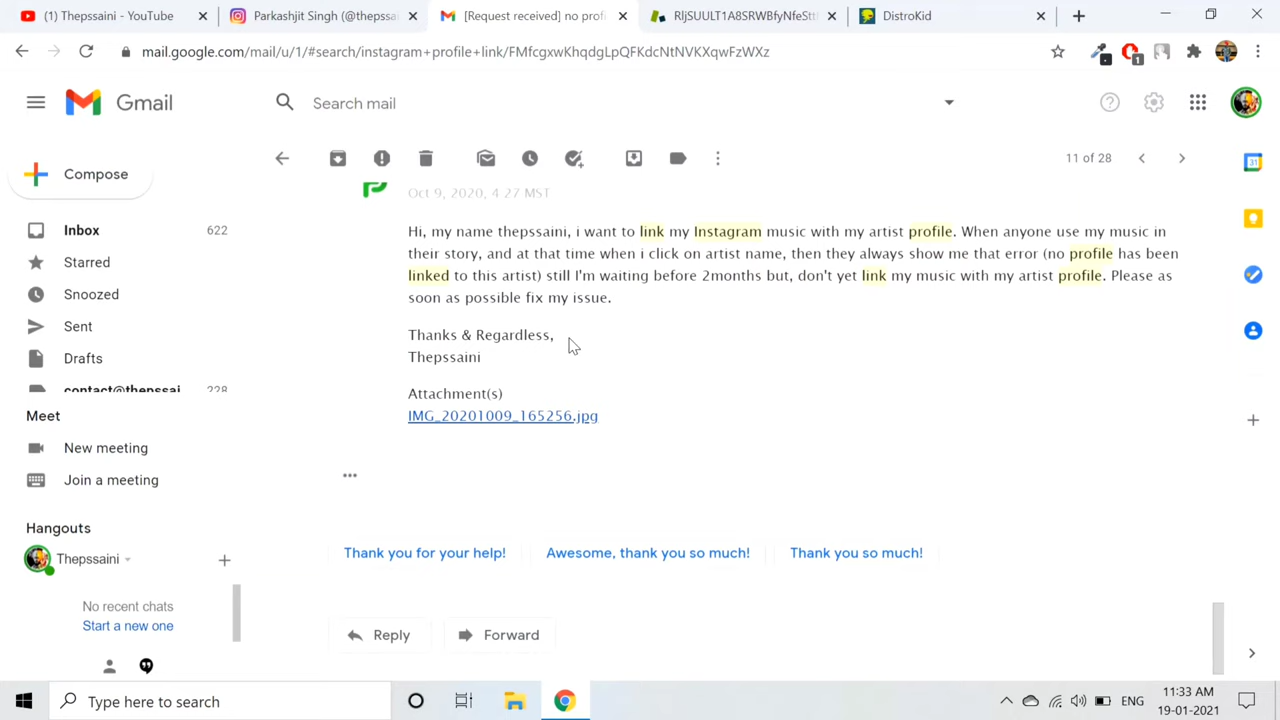 (1) Thepssaini - YouTube
Parkashjit Singh (@thepssai
[Request received] no profi
RljSUULT1A8SRWBfyNfeStt
DistroKid
mail.google.com/mail/u/1/#search/instagram+profile+link/FMfcgxwKhqdgLpQFKdcNtNVKXqwFzWXz
1
Gmail
Search mail
11 of 28
Compose
Inbox 622
Starred
Snoozed
Sent
Drafts
contact@thepssai 228
Meet
New meeting
Join a meeting
Hangouts
Thepssaini
No recent chats
Start a new one
Oct 9, 2020, 4:27 MST
Hi, my name thepssaini, i want to link my Instagram music with my artist profile. When anyone use my music in
their story, and at that time when i click on artist name, then they always show me that error (no profile has been
linked to this artist) still I'm waiting before 2months but, don't yet link my music with my artist profile. Please as
soon as possible fix my issue.
Thanks & Regardless,
Thepssaini
Attachment(s)
IMG_20201009_165256.jpg
Thank you for your help!
Awesome, thank you so much!
Thank you so much!
Reply
Forward
31
Type here to search
ENG
11:33 AM
19-01-2021